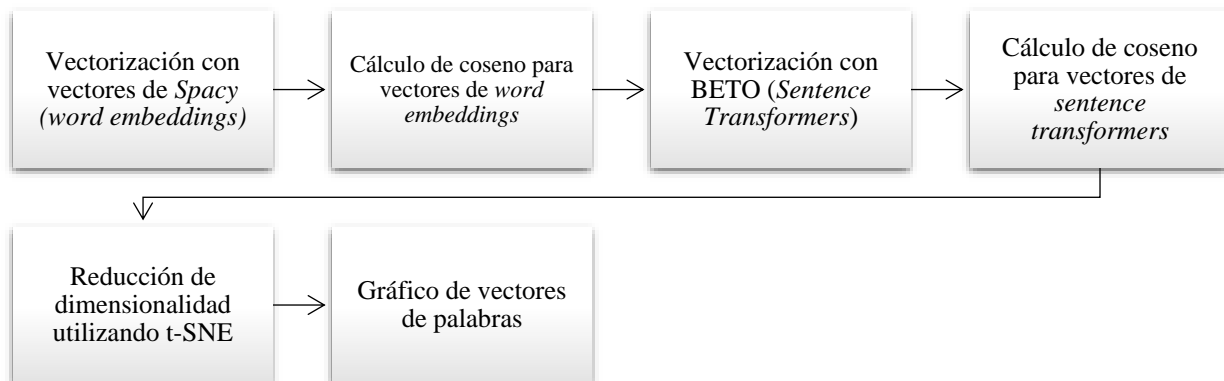 Vectorización con
vectores de Spacy
(word embeddings)
Cálculo de coseno para
vectores de word
embeddings
Vectorización con
BETO (Sentence
Transformers)
Cálculo de coseno
para vectores de
sentence
transformers
Reducción de
dimensionalidad
utilizando t-SNE
Gráfico de vectores
de palabras